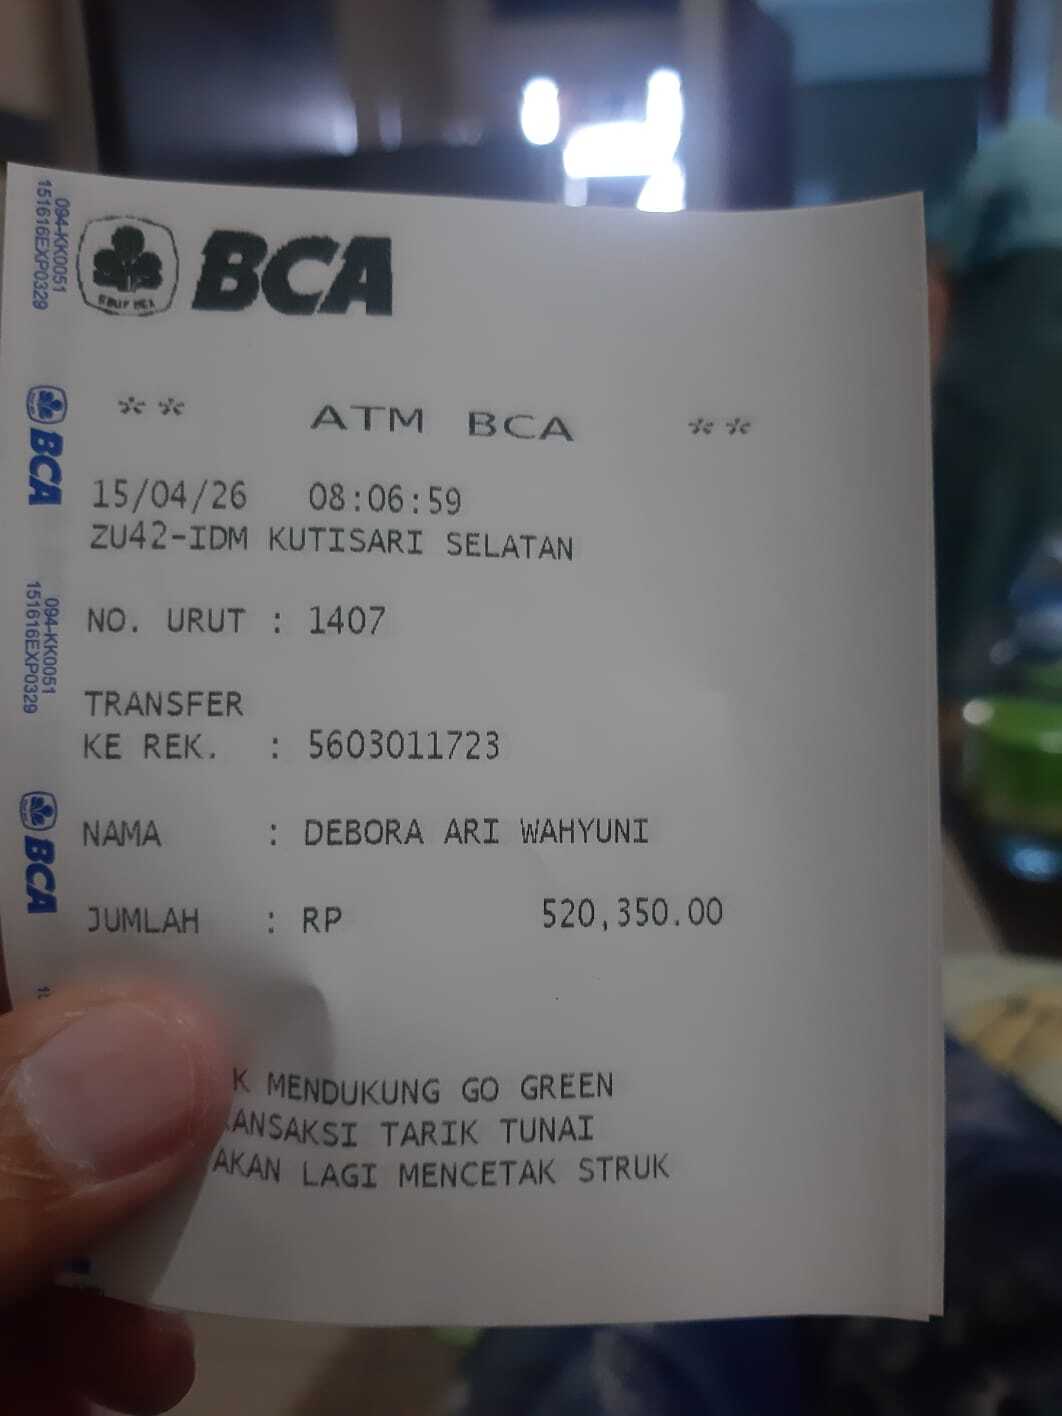 BCA
** ATM BCA **
15/04/26 08:06:59
ZU42-IDM KUTISARI SELATAN
NO. URUT : 1407
TRANSFER
KE REK. : 5603011723
NAMA : DEBORA ARI WAHYUNI
JUMLAH : RP 520,350.00
K MENDUKUNG GO GREEN
ANSAKSI TARIK TUNAI
AKAN LAGI MENCETAK STRUK
094-KK0051
151616EXP0329
BCA
094-KK0051
151616EXP0329
BCA